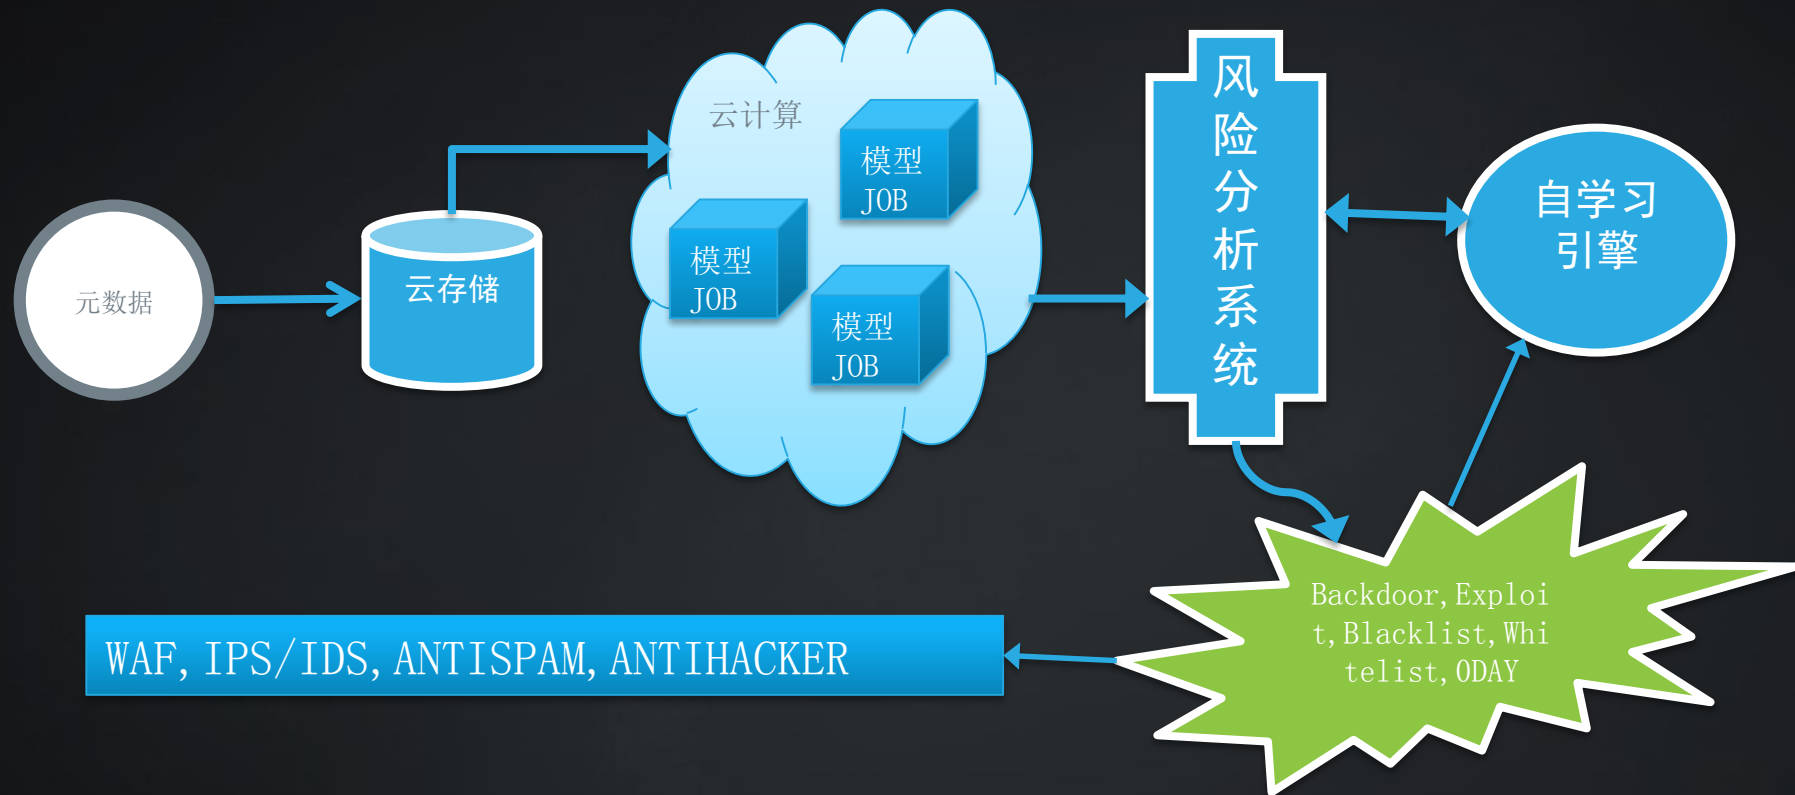 元数据
云存储
云计算
模型
JOB
模型
JOB
模型
JOB
风
险
分
析
系
统
自学习
引擎
Backdoor,Exploi
t,Blacklist,Whi
telist,0DAY
WAF,IPS/IDS,ANTISPAM,ANTIHACKER